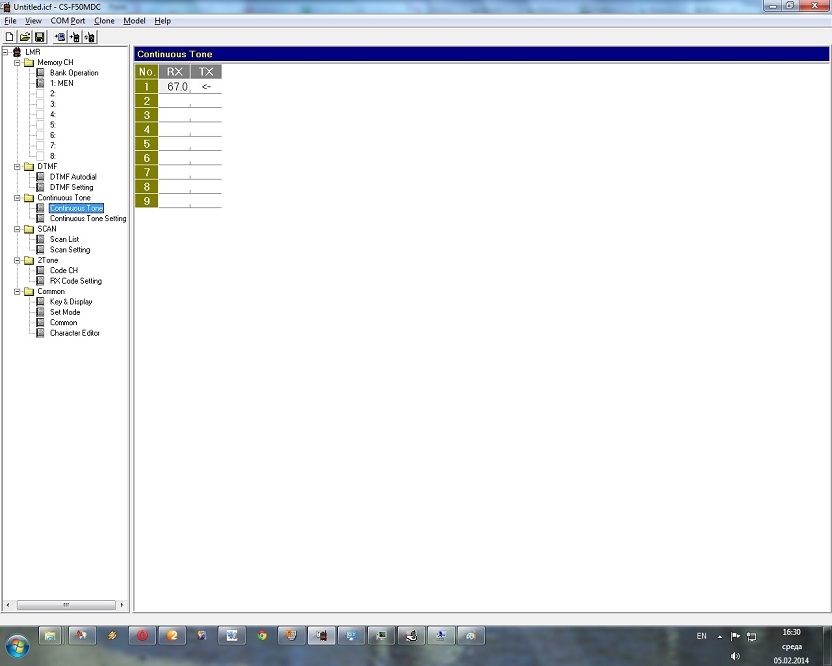 Untitled.icf - CS-F50MDC
File View COM Port Clone Model Help
LMR
Memory CH
Bank Operation
1: MEN
2:
3:
4:
5:
6:
7:
8:
DTMF
DTMF Autodial
DTMF Setting
Continuous Tone
Continuous Tone
Continuous Tone Setting
SCAN
Scan List
Scan Setting
2Tone
Code CH
RX Code Setting
Common
Key & Display
Set Mode
Common
Character Editor
Continuous Tone
No. RX TX
1 67.0 <-
2
3
4
5
6
7
8
9
EN
16:30
среда
05.02.2014